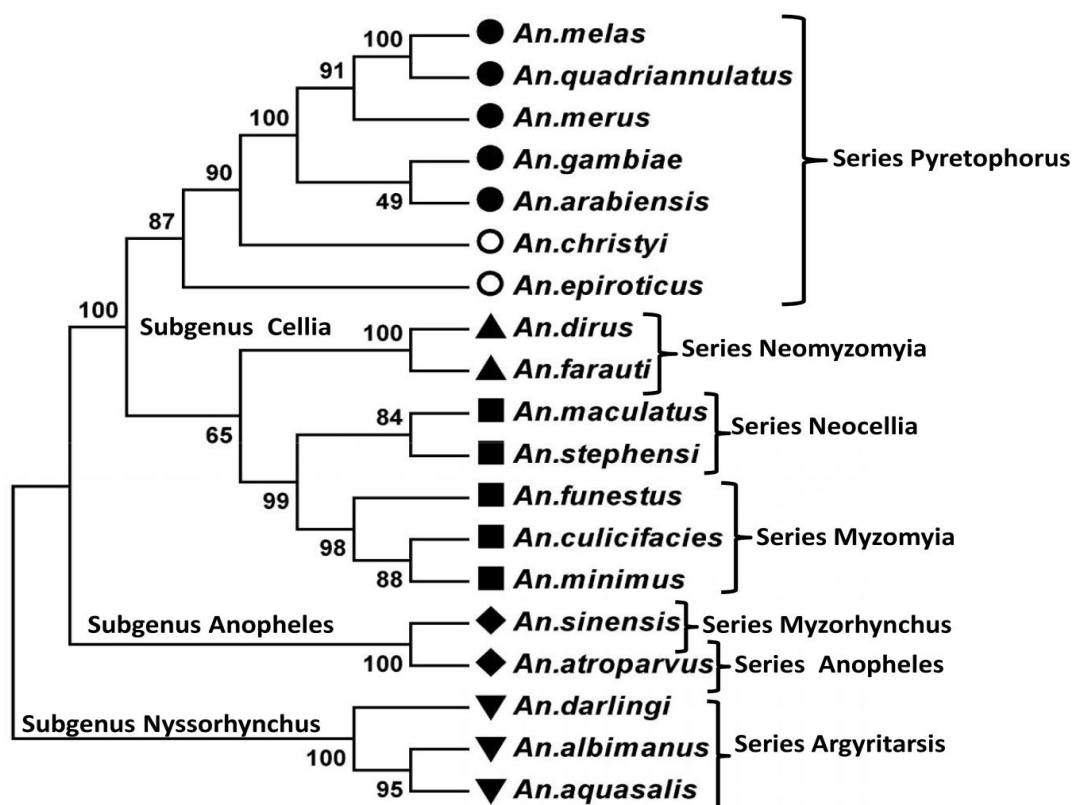 100
An.melas
91
An.quadriannulatus
100
An.merus
90
An.gambiae
Series Pyretophorus
49
An.arabiensis
87
An.christyi
An.epiroticus
100
Subgenus Cellia
100
An.dirus
Series Neomyzomyia
An.farauti
65
84
An.maculatus
Series Neocellia
An.stephensi
99
An.funestus
98
An.culicifacies
Series Myzomyia
88
An.minimus
Subgenus Anopheles
An.sinensis
Series Myzorhynchus
100
An.atroparvus
Series Anopheles
Subgenus Nyssorhynchus
An.darlingi
100
An.albimanus
Series Argyritarsis
95
An.aquasalis